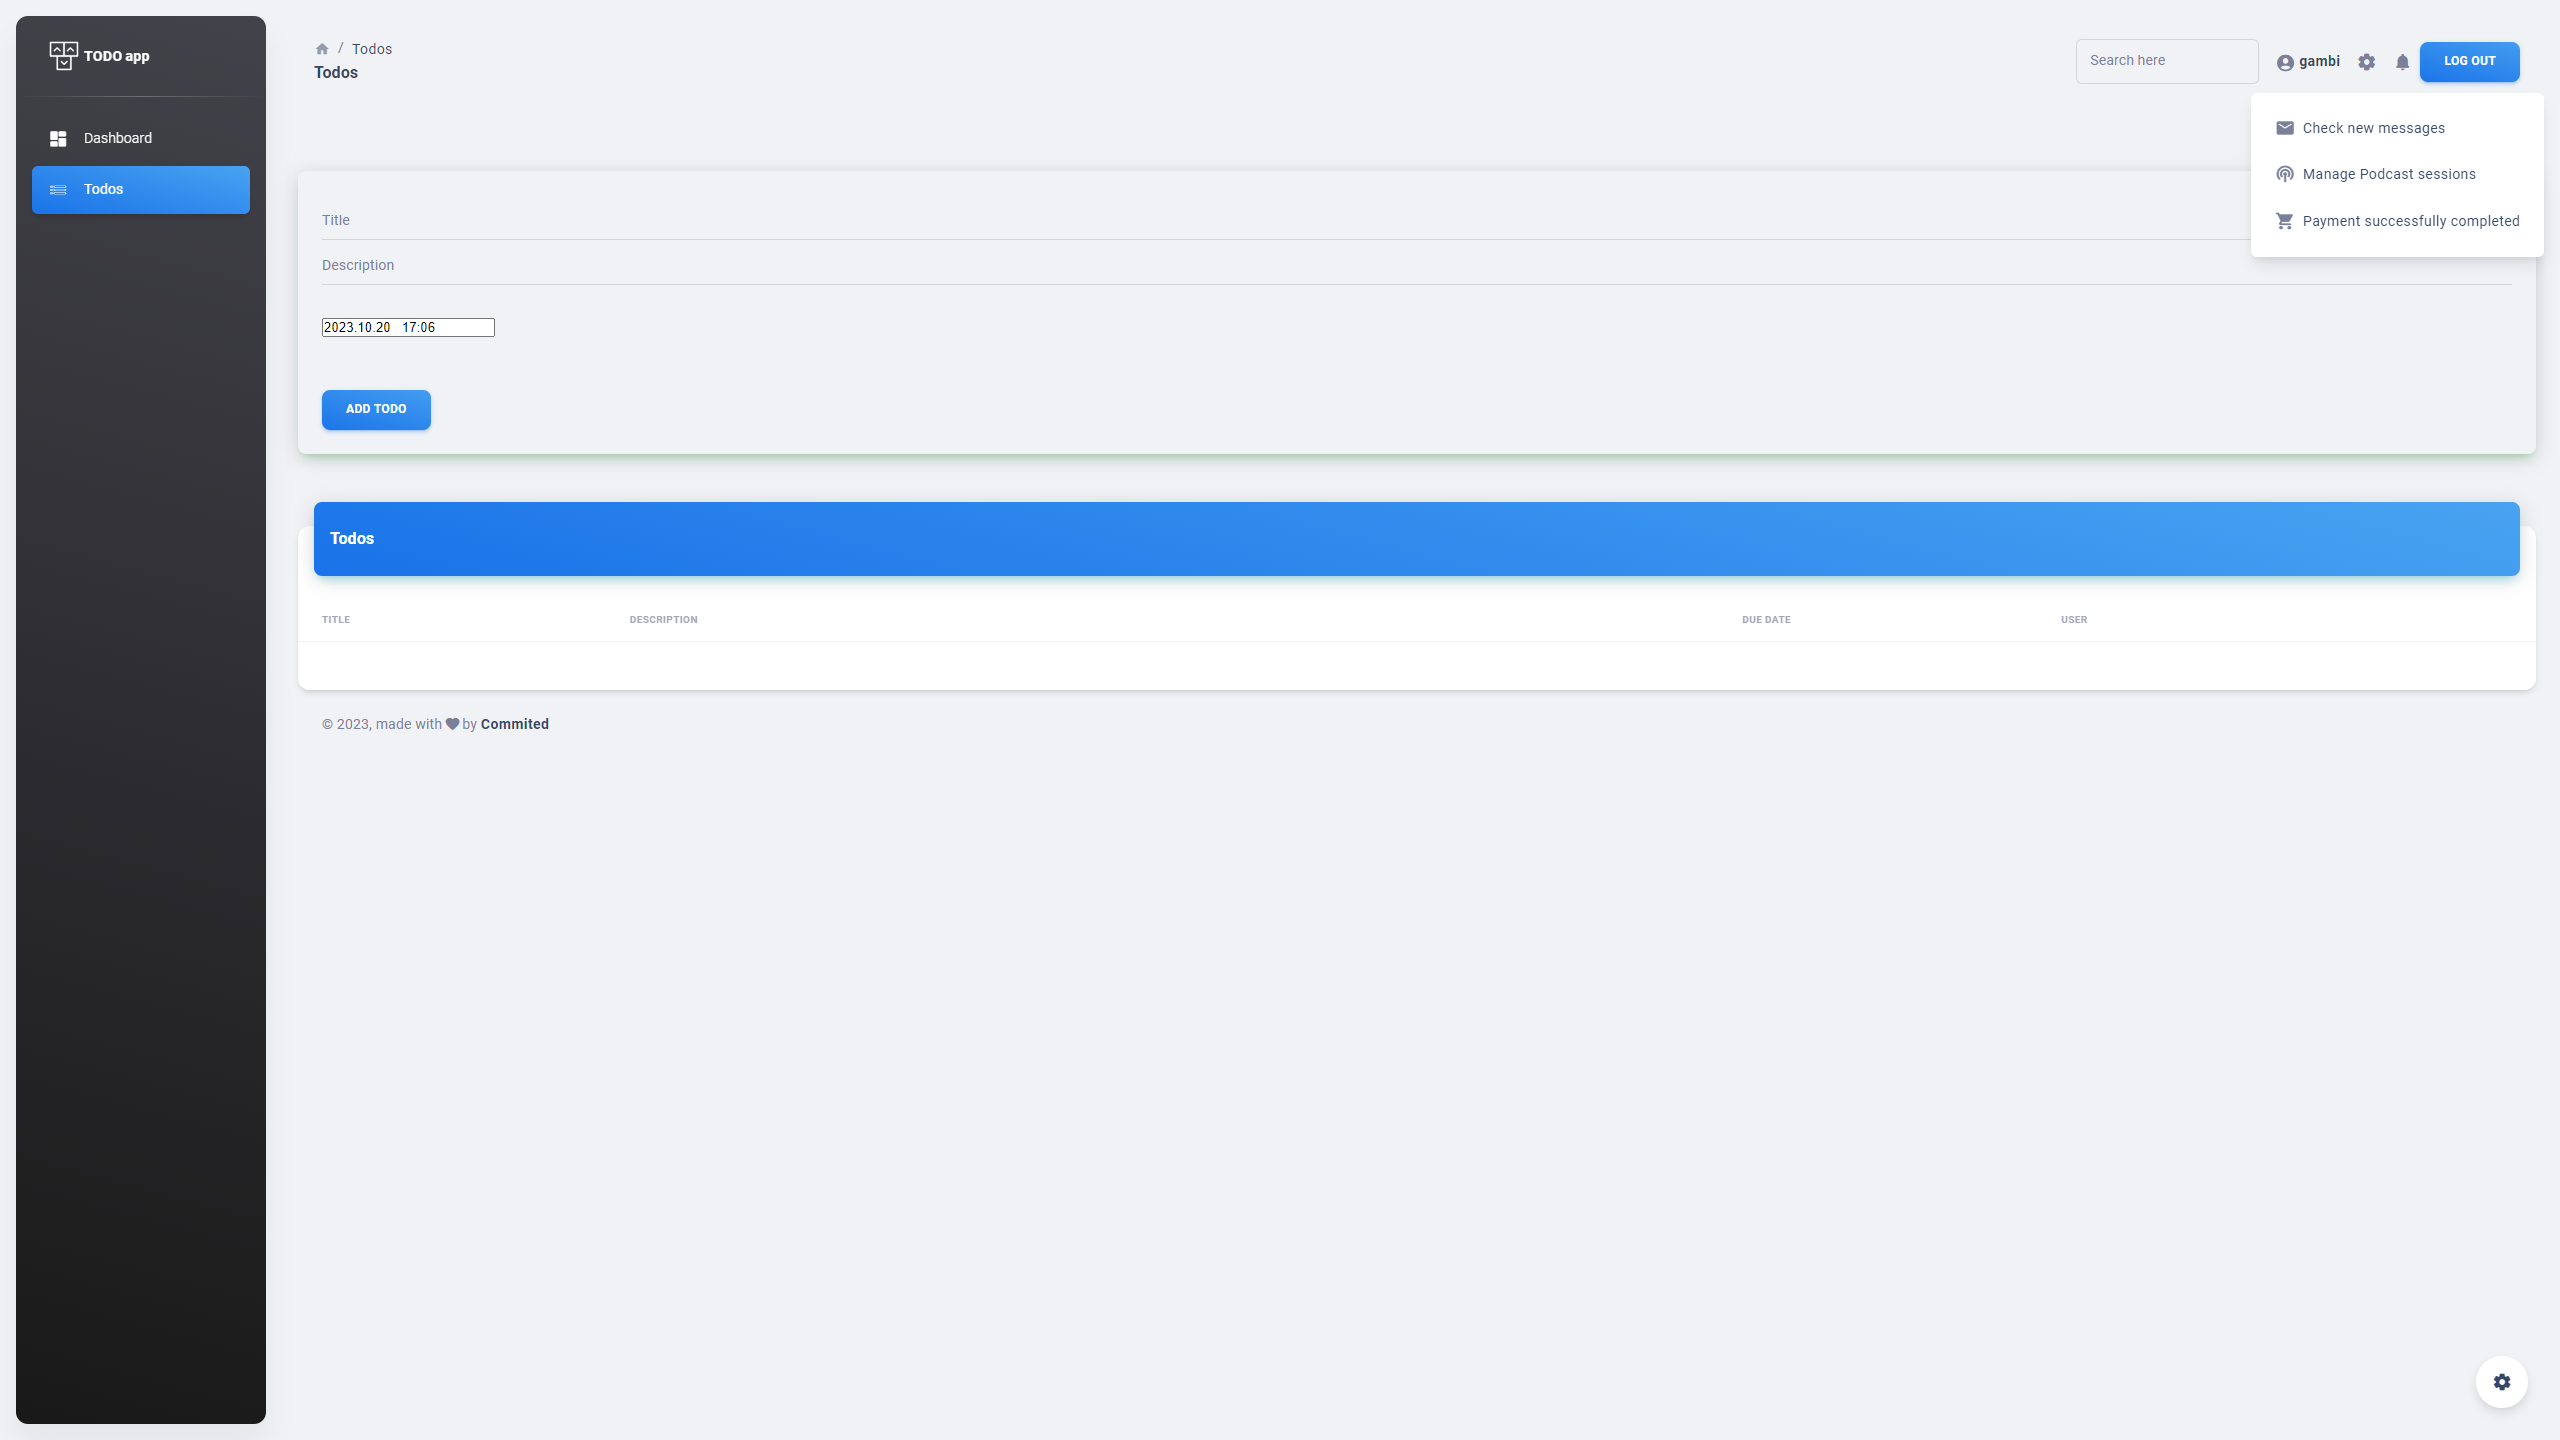 TODO app
Dashboard
Todos
/ Todos
Todos
Search here
gambi
LOG OUT
Check new messages
Manage Podcast sessions
Payment successfully completed
Title
Description
2023.10.20 17:06
ADD TODO
Todos
TITLE DESCRIPTION DUE DATE USER
© 2023, made with by Commited